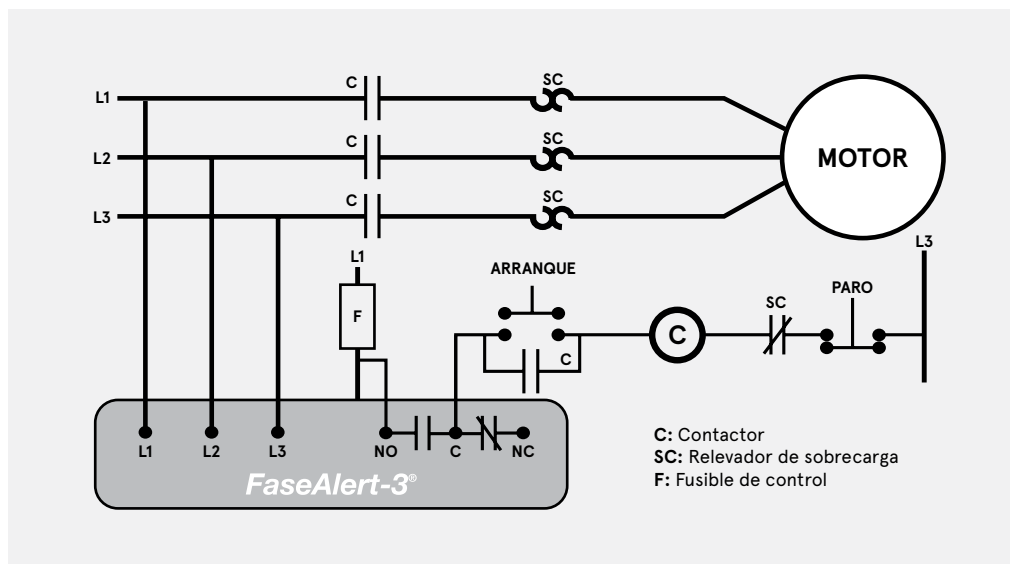 C SC
L1
C SC
L2
MOTOR
C SC
L3
L3
L1
ARRANQUE
PARO
SC
F
C
C
L1 L2 L3 NO C NC
FaseAlert-3®
C: Contactor
SC: Relevador de sobrecarga
F: Fusible de control